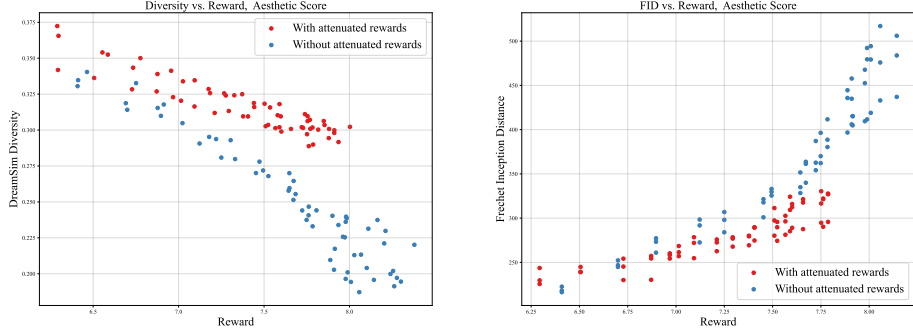 Diversity vs. Reward, Aesthetic Score
With attenuated rewards
Without attenuated rewards
DreamSim Diversity
0.375
0.350
0.325
0.300
0.275
0.250
0.225
0.200
6.5
7.0
7.5
8.0
Reward
FID vs. Reward, Aesthetic Score
Frechet Inception Distance
500
450
400
350
300
250
With attenuated rewards
Without attenuated rewards
6.25
6.50
6.75
7.00
7.25
7.50
7.75
8.00
Reward